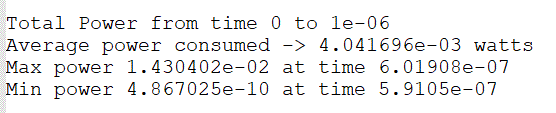 Total Power from time 0 to 1e-06
Average power consumed -> 4.041696e-03 watts
Max power 1.430402e-02 at time 6.01908e-07
Min power 4.867025e-10 at time 5.9105e-07